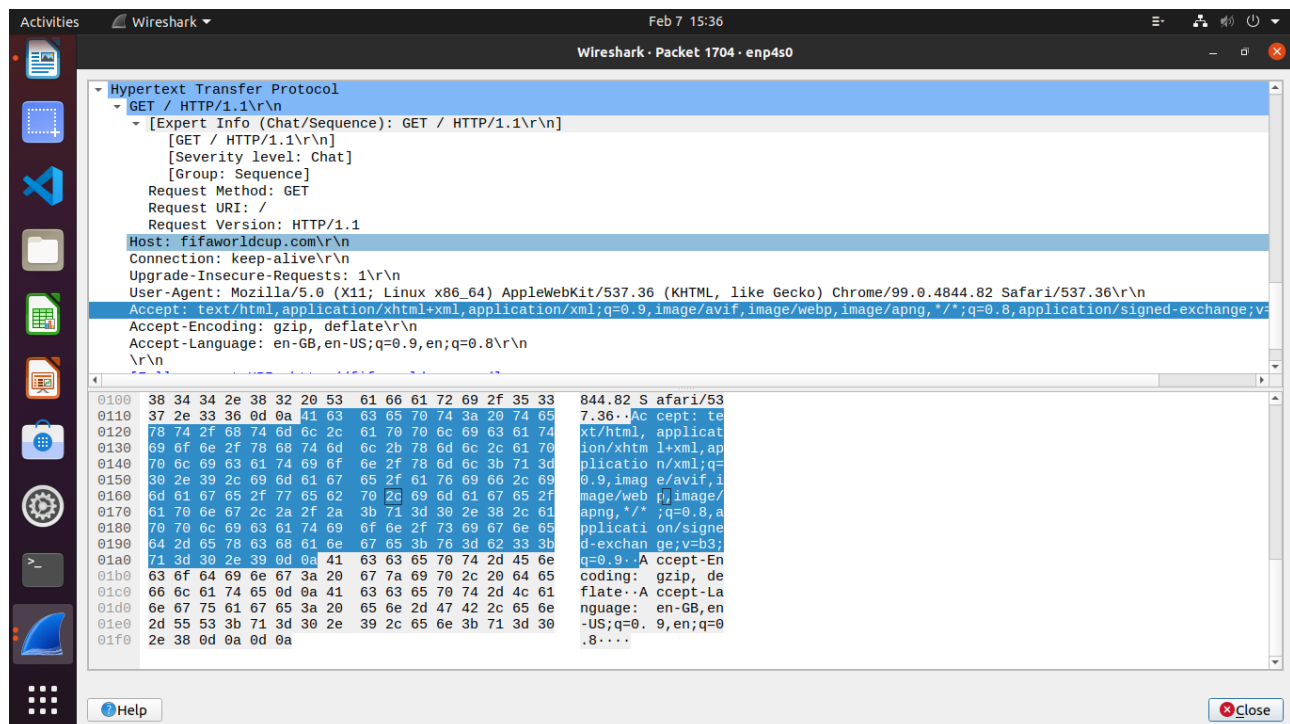 Activities Wireshark Feb 7 15:36
Wireshark · Packet 1704 · enp4s0
Hypertext Transfer Protocol
GET / HTTP/1.1\r\n
[Expert Info (Chat/Sequence): GET / HTTP/1.1\r\n]
[GET / HTTP/1.1\r\n]
[Severity level: Chat]
[Group: Sequence]
Request Method: GET
Request URI: /
Request Version: HTTP/1.1
Host: fifaworldcup.com\r\n
Connection: keep-alive\r\n
Upgrade-Insecure-Requests: 1\r\n
User-Agent: Mozilla/5.0 (X11; Linux x86_64) AppleWebKit/537.36 (KHTML, like Gecko) Chrome/99.0.4844.82 Safari/537.36\r\n
Accept: text/html,application/xhtml+xml,application/xml;q=0.9,image/avif,image/webp,image/apng,*/*;q=0.8,application/signed-exchange;v=
Accept-Encoding: gzip, deflate\r\n
Accept-Language: en-GB,en-US;q=0.9,en;q=0.8\r\n
\r\n
0100 38 34 34 2e 38 32 20 53 61 66 61 72 69 2f 35 33 844.82 S afari/53
0110 37 2e 33 36 0d 0a 41 63 63 65 70 74 3a 20 74 65 7.36··Ac cept: te
0120 78 74 2f 68 74 6d 6c 2c 61 70 70 6c 69 63 61 74 xt/html, applicat
0130 69 6f 6e 2f 78 68 74 6d 6c 2b 78 6d 6c 2c 61 70 ion/xhtm l+xml,ap
0140 70 6c 69 63 61 74 69 6f 6e 2f 78 6d 6c 3b 71 3d plicatio n/xml;q=
0150 30 2e 39 2c 69 6d 61 67 65 2f 61 76 69 66 2c 69 0.9,imag e/avif,i
0160 6d 61 67 65 2f 77 65 62 70 2c 69 6d 61 67 65 2f mage/web p,image/
0170 61 70 6e 67 2c 2a 2f 2a 3b 71 3d 30 2e 38 2c 61 apng,*/* ;q=0.8,a
0180 70 70 6c 69 63 61 74 69 6f 6e 2f 73 69 67 6e 65 pplicati on/signe
0190 64 2d 65 78 63 68 61 6e 67 65 3b 76 3d 62 33 3b d-exchan ge;v=b3;
01a0 71 3d 30 2e 39 0d 0a 41 63 63 65 70 74 2d 45 6e q=0.9··A ccept-En
01b0 63 6f 64 69 6e 67 3a 20 67 7a 69 70 2c 20 64 65 coding: gzip, de
01c0 66 6c 61 74 65 0d 0a 41 63 63 65 70 74 2d 4c 61 flate··A ccept-La
01d0 6e 67 75 61 67 65 3a 20 65 6e 2d 47 42 2c 65 6e nguage: en-GB,en
01e0 2d 55 53 3b 71 3d 30 2e 39 2c 65 6e 3b 71 3d 30 -US;q=0. 9,en;q=0
01f0 2e 38 0d 0a 0d 0a .8····
Help Close